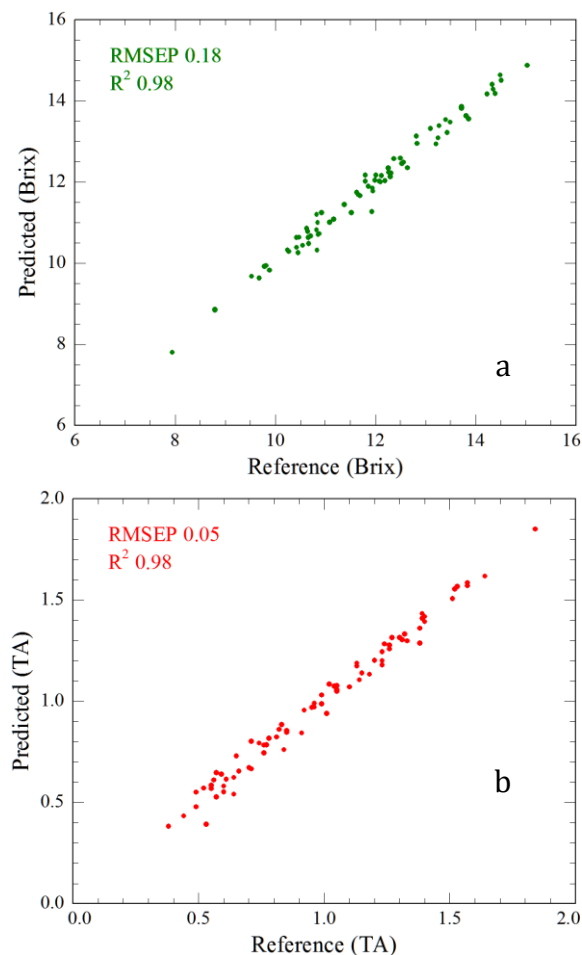 16
RMSEP 0.18
R² 0.98
14
12
10
8
6
Predicted (Brix)
a
6 8 10 12 14 16
Reference (Brix)
2.0
RMSEP 0.05
R² 0.98
1.5
1.0
0.5
0.0
Predicted (TA)
b
0.0 0.5 1.0 1.5 2.0
Reference (TA)